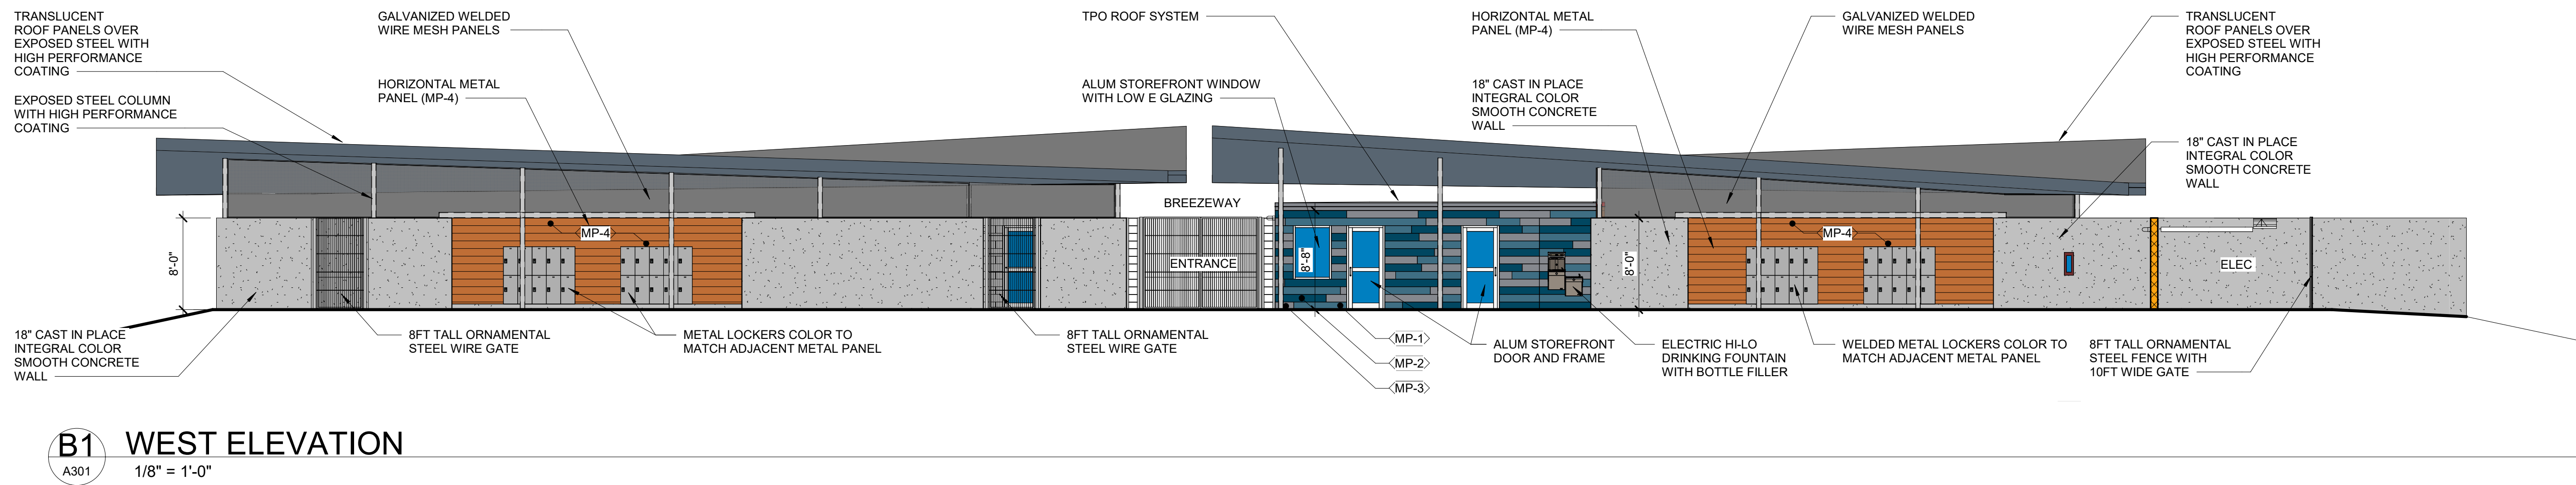 TRANSLUCENT
ROOF PANELS OVER
EXPOSED STEEL WITH
HIGH PERFORMANCE
COATING
EXPOSED STEEL COLUMN
WITH HIGH PERFORMANCE
COATING
GALVANIZED WELDED
WIRE MESH PANELS
HORIZONTAL METAL
PANEL (MP-4)
TPO ROOF SYSTEM
ALUM STOREFRONT WINDOW
WITH LOW E GLAZING
HORIZONTAL METAL
PANEL (MP-4)
18" CAST IN PLACE
INTEGRAL COLOR
SMOOTH CONCRETE
WALL
GALVANIZED WELDED
WIRE MESH PANELS
TRANSLUCENT
ROOF PANELS OVER
EXPOSED STEEL WITH
HIGH PERFORMANCE
COATING
18" CAST IN PLACE
INTEGRAL COLOR
SMOOTH CONCRETE
WALL
8'-0"
MP-4
BREEZEWAY
ENTRANCE
8'-8"
8'-0"
MP-4
ELEC
18" CAST IN PLACE
INTEGRAL COLOR
SMOOTH CONCRETE
WALL
8FT TALL ORNAMENTAL
STEEL WIRE GATE
METAL LOCKERS COLOR TO
MATCH ADJACENT METAL PANEL
8FT TALL ORNAMENTAL
STEEL WIRE GATE
MP-1
MP-2
MP-3
ALUM STOREFRONT
DOOR AND FRAME
ELECTRIC HI-LO
DRINKING FOUNTAIN
WITH BOTTLE FILLER
WELDED METAL LOCKERS COLOR TO
MATCH ADJACENT METAL PANEL
8FT TALL ORNAMENTAL
STEEL FENCE WITH
10FT WIDE GATE
B1
A301
WEST ELEVATION
1/8" = 1'-0"